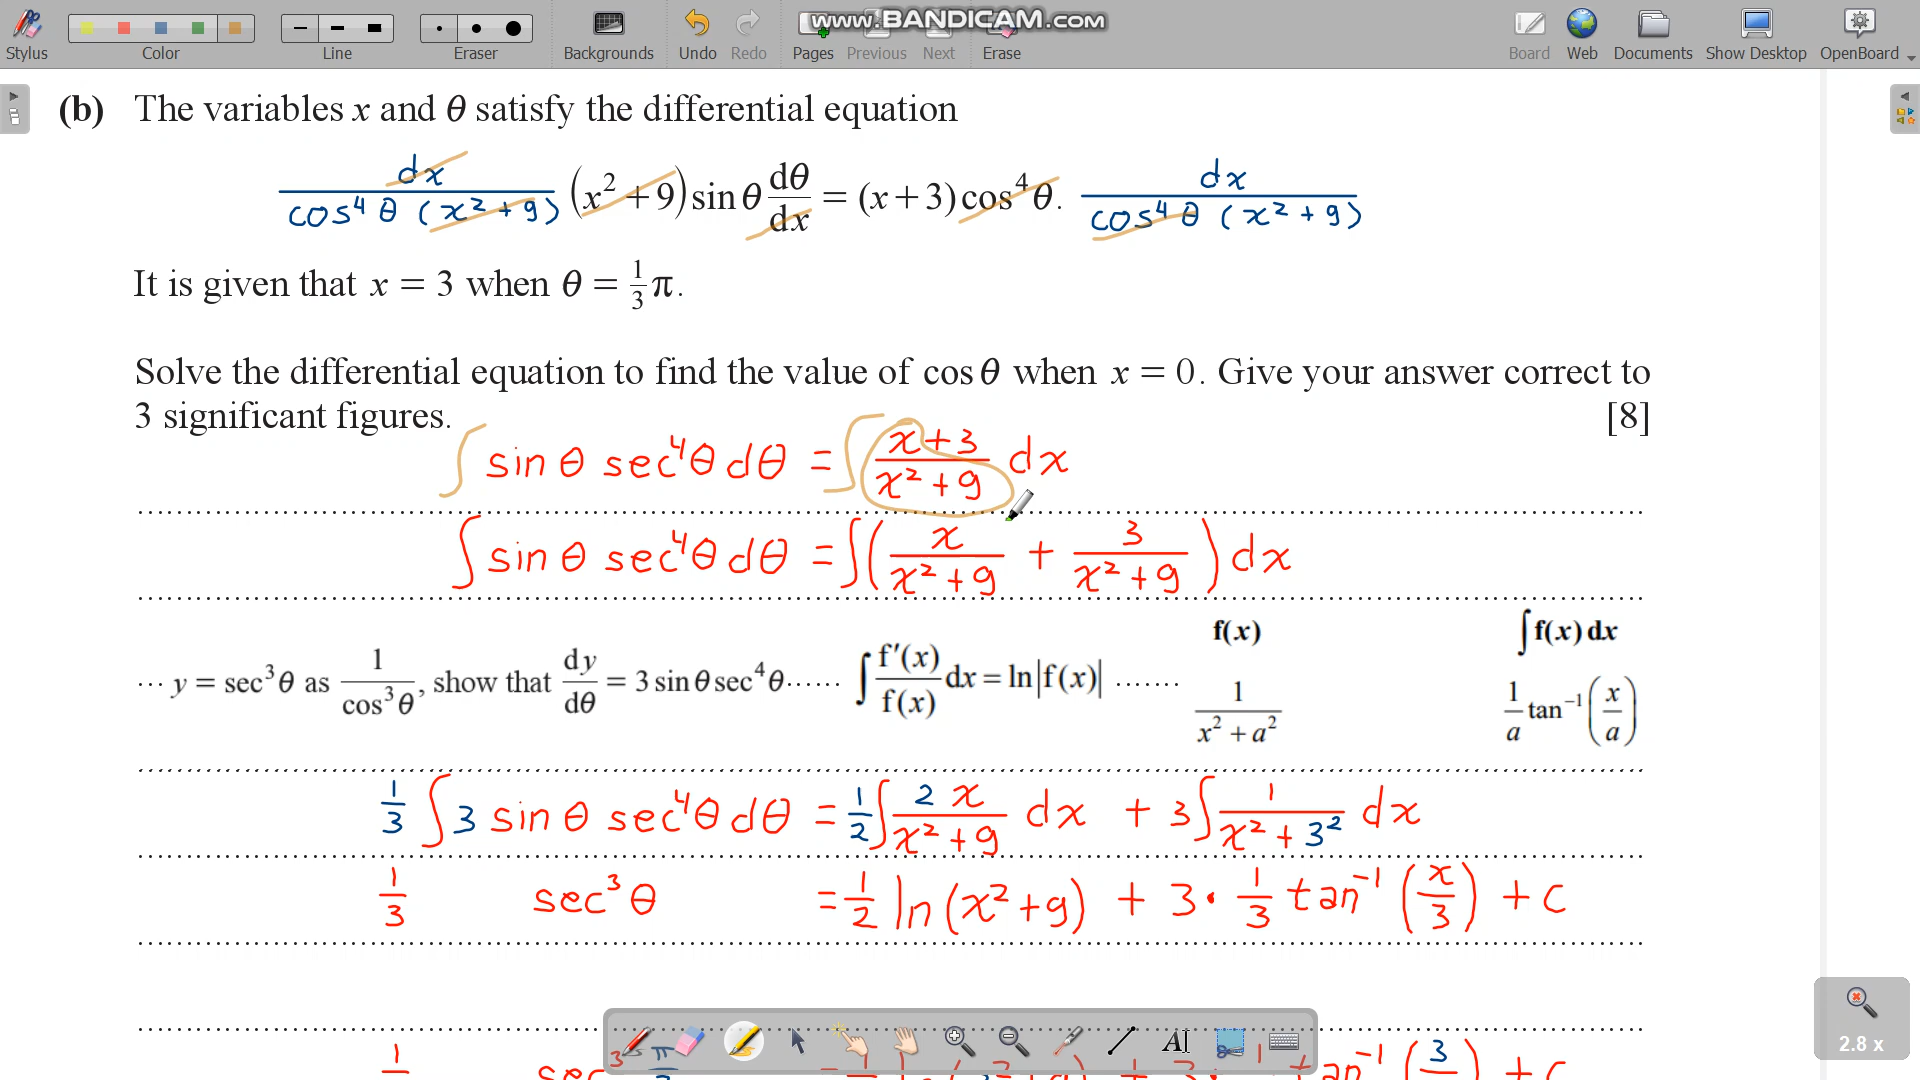 www.BANDICAM.com
Stylus Color Line Eraser Backgrounds Undo Redo Pages Previous Next Erase Board Web Documents Show Desktop OpenBoard
(b) The variables x and θ satisfy the differential equation
dx / cos⁴ θ (x² + 9) (x² + 9) sin θ dθ/dx = (x + 3) cos⁴ θ. dx / cos⁴ θ (x² + 9)
It is given that x = 3 when θ = 1/3 π.
Solve the differential equation to find the value of cos θ when x = 0. Give your answer correct to
3 significant figures. [8]
∫ sin θ sec⁴θ dθ = ∫ (x + 3)/(x² + 9) dx
∫ sin θ sec⁴θ dθ = ∫ ( x/(x² + 9) + 3/(x² + 9) ) dx
f(x) ∫ f(x) dx
y = sec³θ as 1/cos³θ, show that dy/dθ = 3 sin θ sec⁴θ ∫ f′(x)/f(x) dx = ln|f(x)| 1/(x² + a²) 1/a tan⁻¹(x/a)
1/3 ∫ 3 sin θ sec⁴θ dθ = 1/2 ∫ 2x/(x² + 9) dx + 3 ∫ 1/(x² + 3²) dx
1/3 sec³ θ = 1/2 ln (x² + 9) + 3 · 1/3 tan⁻¹ (x/3) + c
2.8 x